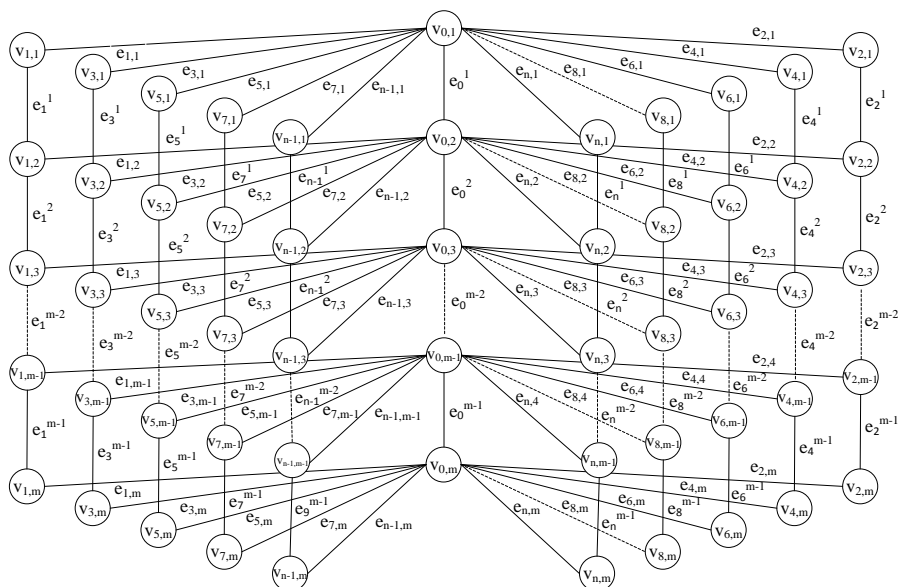 v0,1
v1,1 e1,1 e3,1 e5,1 e7,1 en-1,1 e0^1 en,1 e8,1 e6,1 e4,1 e2,1 v2,1
v3,1 v4,1
v5,1 v6,1
v7,1 v8,1
e1^1 e3^1 e5^1 e4^1 e2^1
vn-1,1 v0,2 vn,1
v1,2 e1,2 e3,2 e5,2 e7^1 e7,2 en-1^1 en-1,2 e0^2 en,2 en^1 e8,2 e8^1 e6,2 e6^1 e4,2 e2,2 v2,2
v3,2 v4,2
v5,2 v6,2
v7,2 v8,2
e1^2 e3^2 e5^2 e4^2 e2^2
vn-1,2 v0,3 vn,2
v1,3 e1,3 e3,3 e5,3 e7^2 e7,3 en-1^2 en-1,3 e0^m-2 en,3 en^2 e8,3 e8^2 e6,3 e6^2 e4,3 e2,3 v2,3
v3,3 v4,3
v5,3 v6,3
v7,3 v8,3
e1^m-2 e3^m-2 e5^m-2 e4^m-2 e2^m-2
vn-1,3 v0,m-1 vn,3
v1,m-1 e1,m-1 e3,m-1 e5,m-1 e7^m-2 e7,m-1 en-1^m-2 en-1,m-1 e0^m-1 en,4 en^m-2 e8,4 e8^m-2 e6,4 e6^m-2 e4,4 e2,4 v2,m-1
v3,m-1 v4,m-1
v5,m-1 v6,m-1
v7,m-1 v8,m-1
e1^m-1 e3^m-1 e5^m-1 e4^m-1 e2^m-1
vn-1,m-1 v0,m vn,m-1
v1,m e1,m e3,m e5,m e7^m-1 e7,m e9^m-1 en-1,m en,m en^m-1 e8,m e8^m-1 e6,m e6^m-1 e4,m e2,m v2,m
v3,m v4,m
v5,m v6,m
v7,m v8,m
vn-1,m vn,m